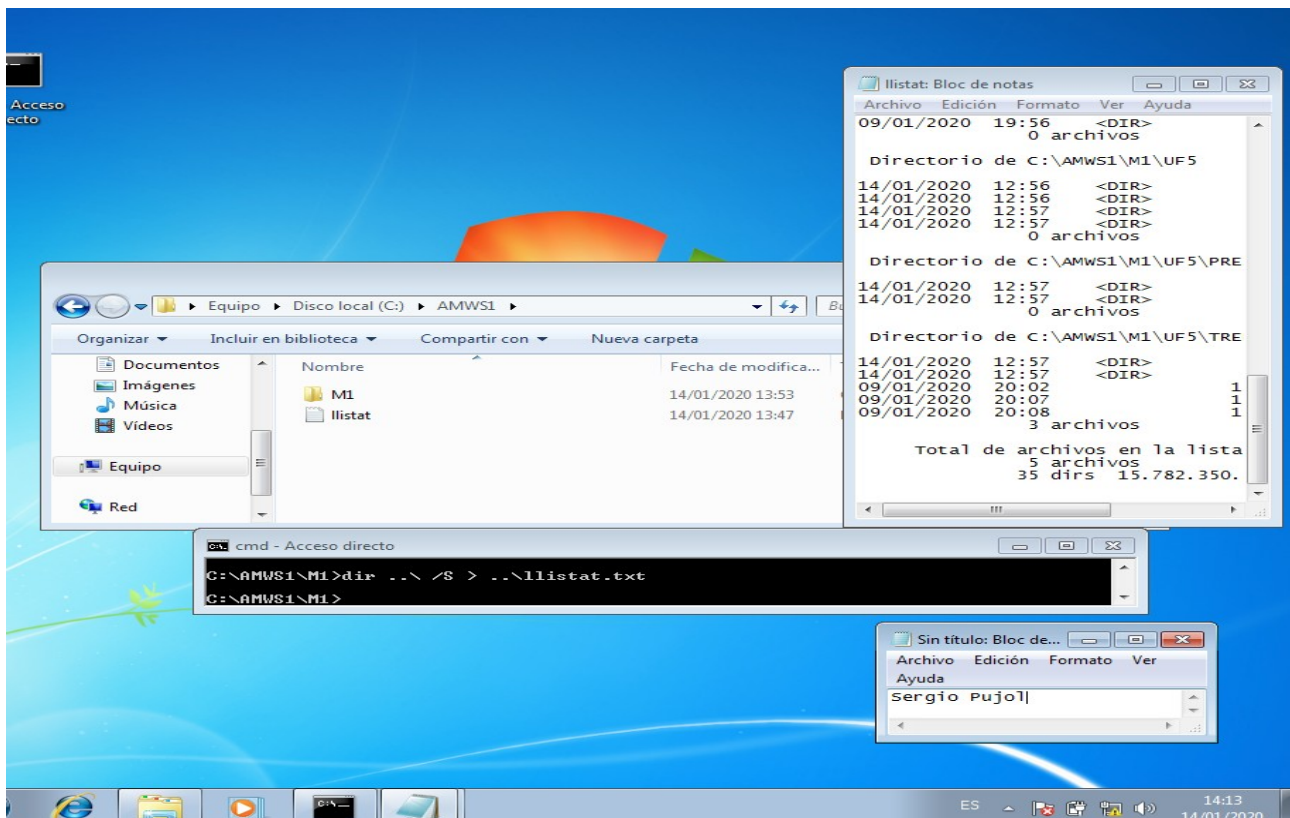 Acceso
ecto
llistat: Bloc de notas
Archivo Edición Formato Ver Ayuda
09/01/2020 19:56 <DIR>
0 archivos
Directorio de C:\AMWS1\M1\UF5
14/01/2020 12:56 <DIR>
14/01/2020 12:56 <DIR>
14/01/2020 12:57 <DIR>
14/01/2020 12:57 <DIR>
0 archivos
Directorio de C:\AMWS1\M1\UF5\PRE
14/01/2020 12:57 <DIR>
14/01/2020 12:57 <DIR>
0 archivos
Directorio de C:\AMWS1\M1\UF5\TRE
14/01/2020 12:57 <DIR>
14/01/2020 12:57 <DIR>
09/01/2020 20:02 1
09/01/2020 20:07 1
09/01/2020 20:08 1
3 archivos
Total de archivos en la lista
5 archivos
35 dirs 15.782.350.
Equipo Disco local (C:) AMWS1
Organizar Incluir en biblioteca Compartir con Nueva carpeta
Documentos
Imágenes
Música
Vídeos
Equipo
Red
Nombre Fecha de modifica...
M1 14/01/2020 13:53
llistat 14/01/2020 13:47
cmd - Acceso directo
C:\AMWS1\M1>dir ..\ /S > ..\llistat.txt
C:\AMWS1\M1>
Sin título: Bloc de...
Archivo Edición Formato Ver
Ayuda
Sergio Pujol
ES
14:13
14/01/2020